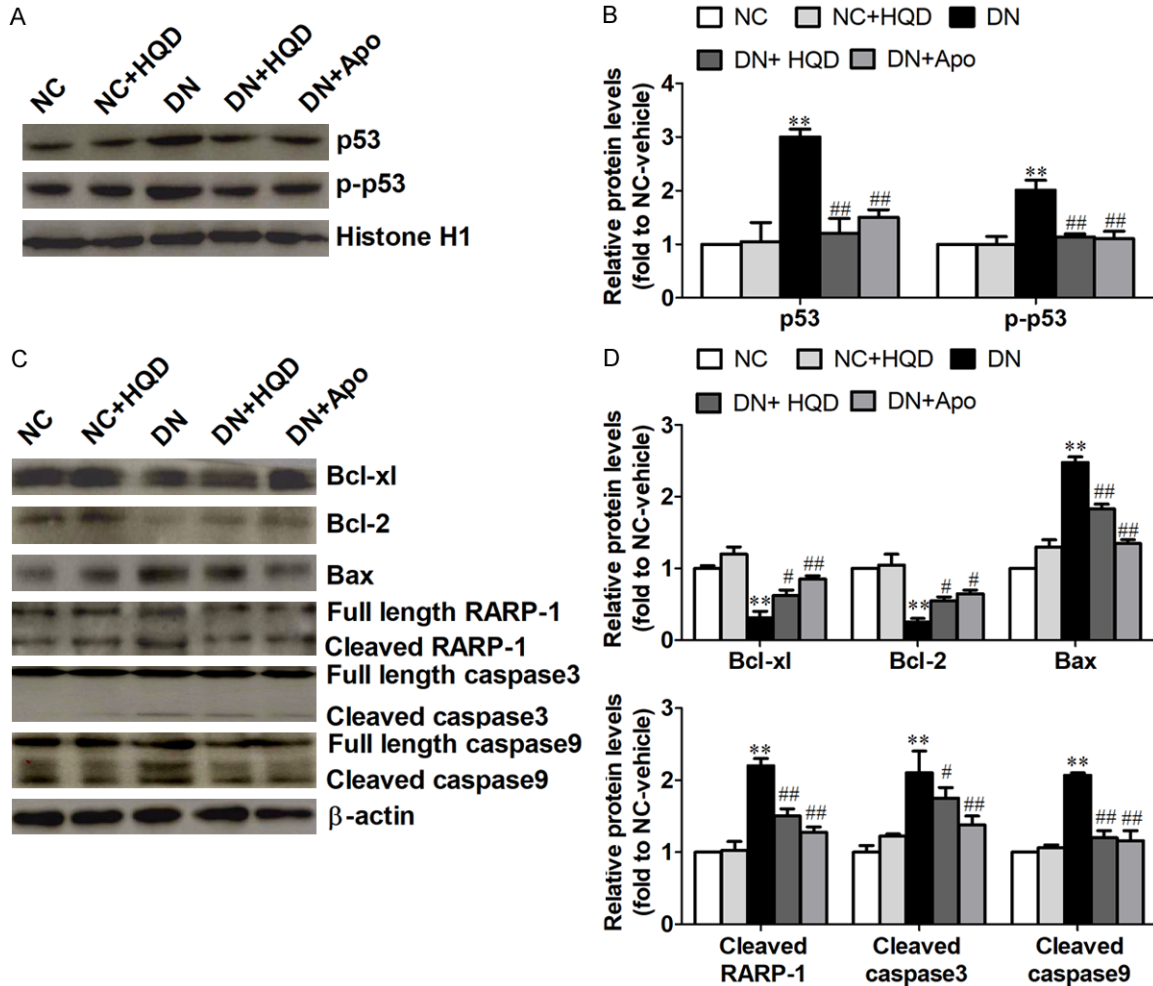 A
NC
NC+HQD
DN
DN+HQD
DN+Apo
p53
p-p53
Histone H1
B
NC
NC+HQD
DN
DN+ HQD
DN+Apo
Relative protein levels
(fold to NC-vehicle)
4
3
2
1
0
**
##
##
**
##
##
p53
p-p53
C
NC
NC+HQD
DN
DN+HQD
DN+Apo
Bcl-xl
Bcl-2
Bax
Full length RARP-1
Cleaved RARP-1
Full length caspase3
Cleaved caspase3
Full length caspase9
Cleaved caspase9
β-actin
D
NC
NC+HQD
DN
DN+ HQD
DN+Apo
Relative protein levels
(fold to NC-vehicle)
3
2
1
0
**
#
##
**
#
#
**
##
##
Bcl-xl
Bcl-2
Bax
Relative protein levels
(fold to NC-vehicle)
3
2
1
0
**
##
##
**
#
##
**
##
##
Cleaved
RARP-1
Cleaved
caspase3
Cleaved
caspase9